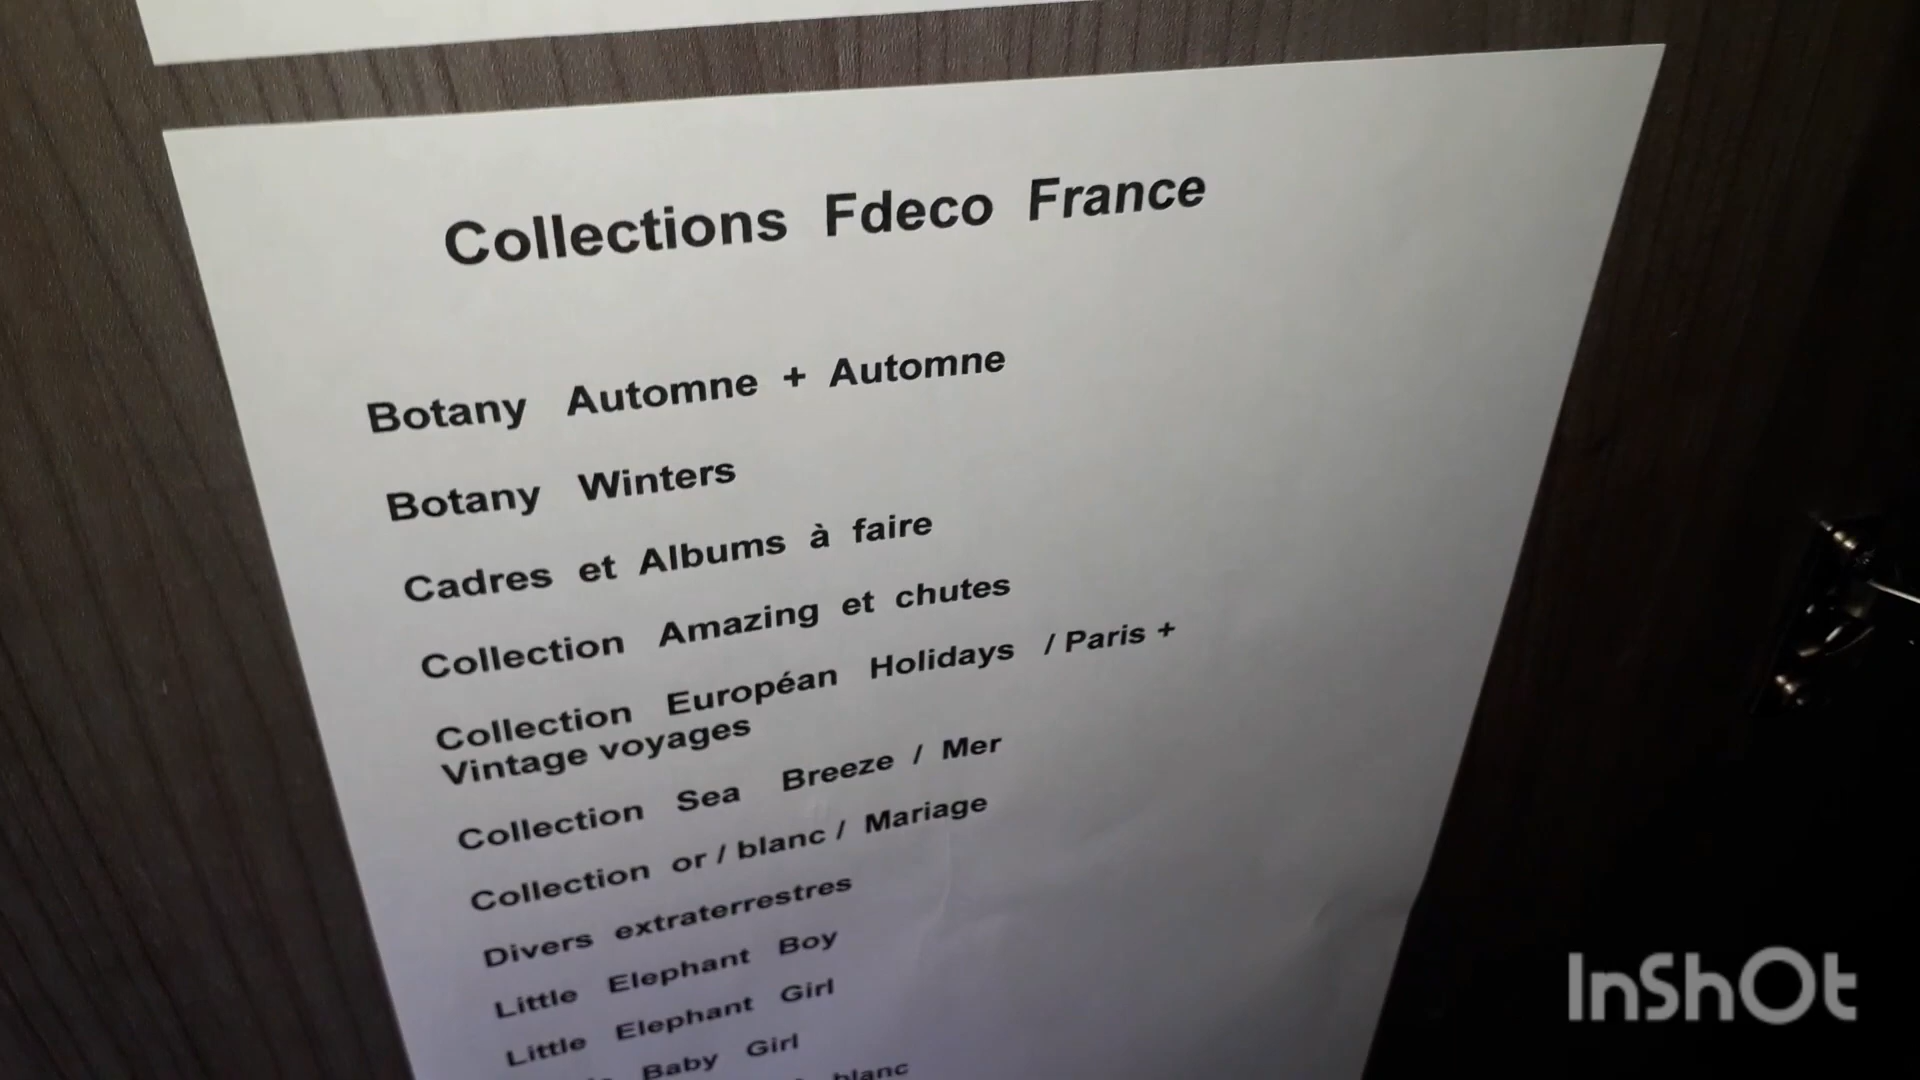 Collections Fdeco France
Botany Automne + Automne
Botany Winters
Cadres et Albums à faire
Collection Amazing et chutes
Collection Européan Holidays / Paris +
Vintage voyages
Collection Sea Breeze / Mer
Collection or / blanc / Mariage
Divers extraterrestres
Little Elephant Boy
Little Elephant Girl
Baby Girl
blanc
InShOt